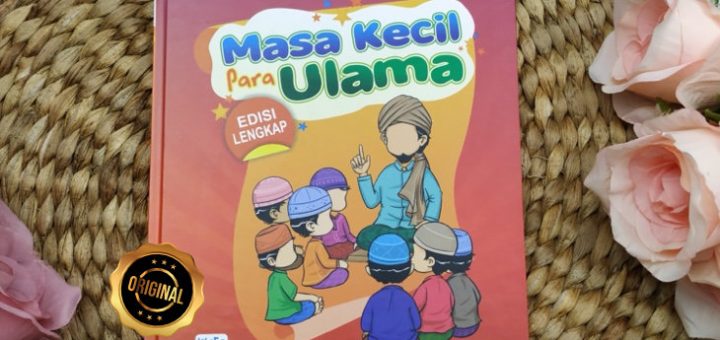 Masa Kecil
Para Ulama
EDISI
LENGKAP
ORIGINAL